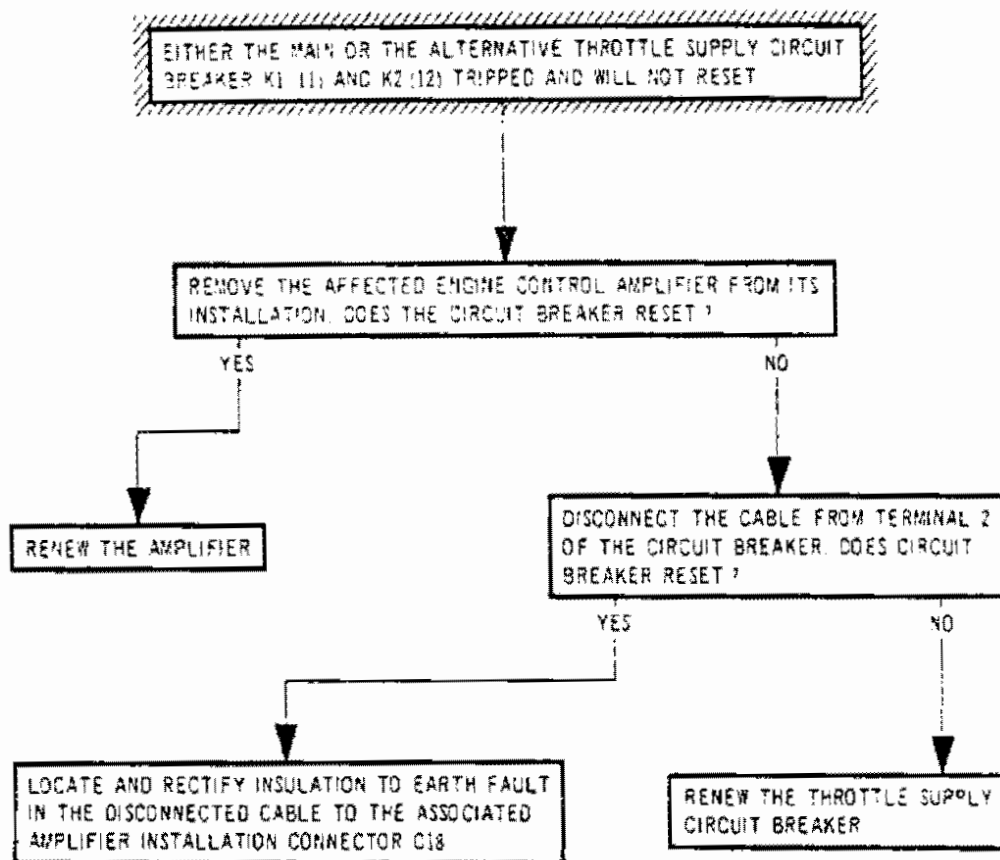 EITHER THE MAIN OR THE ALTERNATIVE THROTTLE SUPPLY CIRCUIT
BREAKER K1 (1) AND K2 (12) TRIPPED AND WILL NOT RESET
REMOVE THE AFFECTED ENGINE CONTROL AMPLIFIER FROM ITS
INSTALLATION. DOES THE CIRCUIT BREAKER RESET ?
YES
NO
RENEW THE AMPLIFIER
DISCONNECT THE CABLE FROM TERMINAL 2
OF THE CIRCUIT BREAKER. DOES CIRCUIT
BREAKER RESET ?
YES
NO
LOCATE AND RECTIFY INSULATION TO EARTH FAULT
IN THE DISCONNECTED CABLE TO THE ASSOCIATED
AMPLIFIER INSTALLATION CONNECTOR C18
RENEW THE THROTTLE SUPPLY
CIRCUIT BREAKER